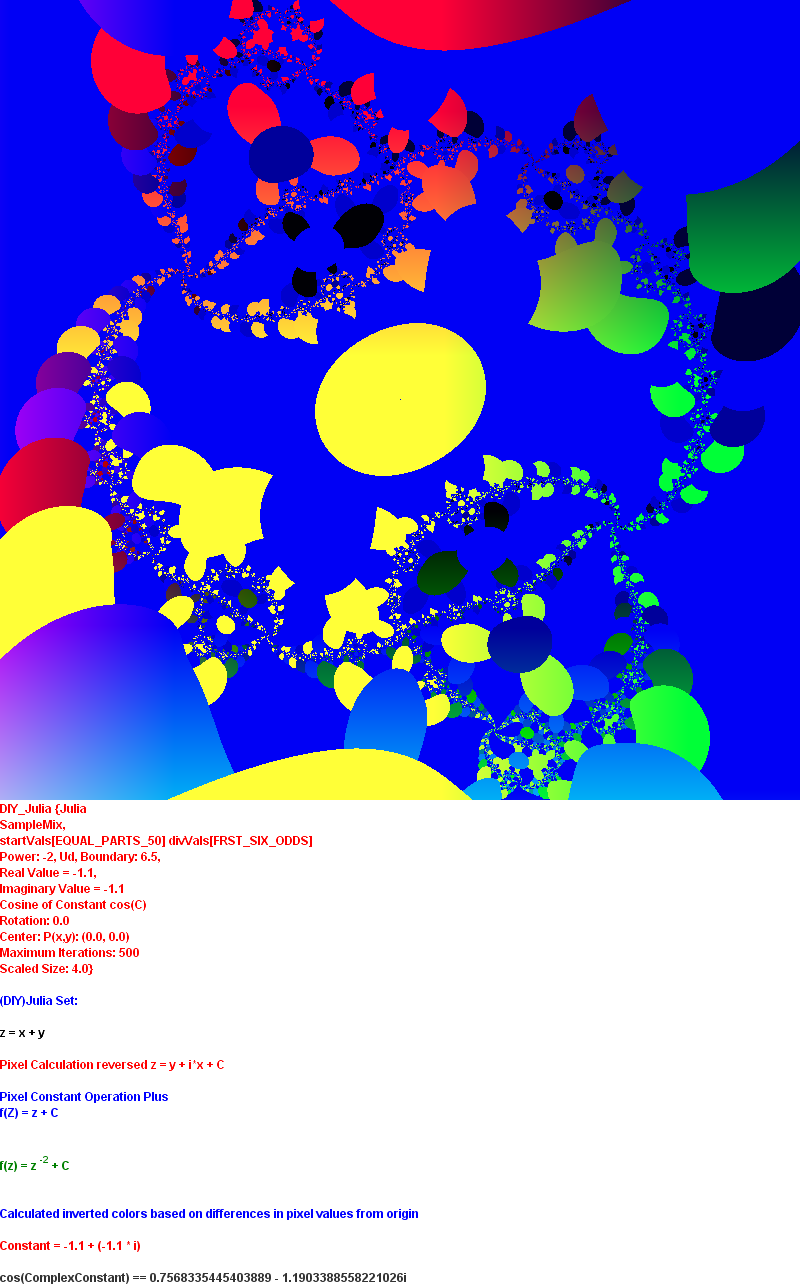 DIY_Julia {Julia
SampleMix,
startVals[EQUAL_PARTS_50] divVals[FRST_SIX_ODDS]
Power: -2, Ud, Boundary: 6.5,
Real Value = -1.1,
Imaginary Value = -1.1
Cosine of Constant cos(C)
Rotation: 0.0
Center: P(x,y): (0.0, 0.0)
Maximum Iterations: 500
Scaled Size: 4.0}
(DIY)Julia Set:
z = x + y
Pixel Calculation reversed z = y + i*x + C
Pixel Constant Operation Plus
f(Z) = z + C
f(z) = z -2 + C
Calculated inverted colors based on differences in pixel values from origin
Constant = -1.1 + (-1.1 * i)
cos(ComplexConstant) == 0.7568335445403889 - 1.1903388558221026i